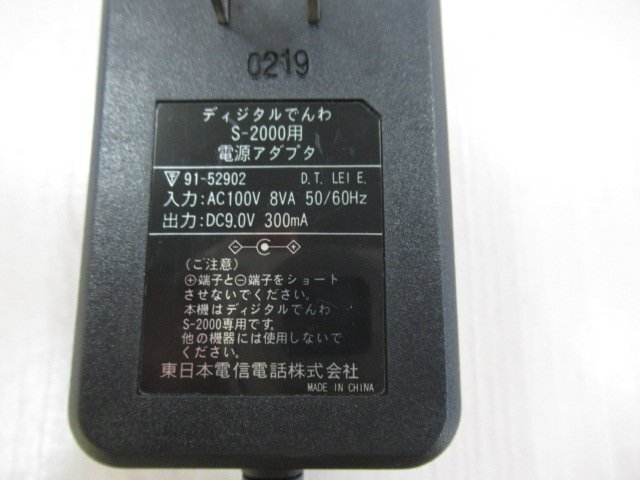 0219
ディジタルでんわ
S-2000用
電源アダプタ
91-52902 D.T. LEI E.
入力:AC100V 8VA 50/60Hz
出力:DC9.0V 300mA
(ご注意)
⊕端子と⊖端子をショート
させないでください。
本機はディジタルでんわ
S-2000専用です。
他の機器には使用しないで
ください。
東日本電信電話株式会社
MADE IN CHINA